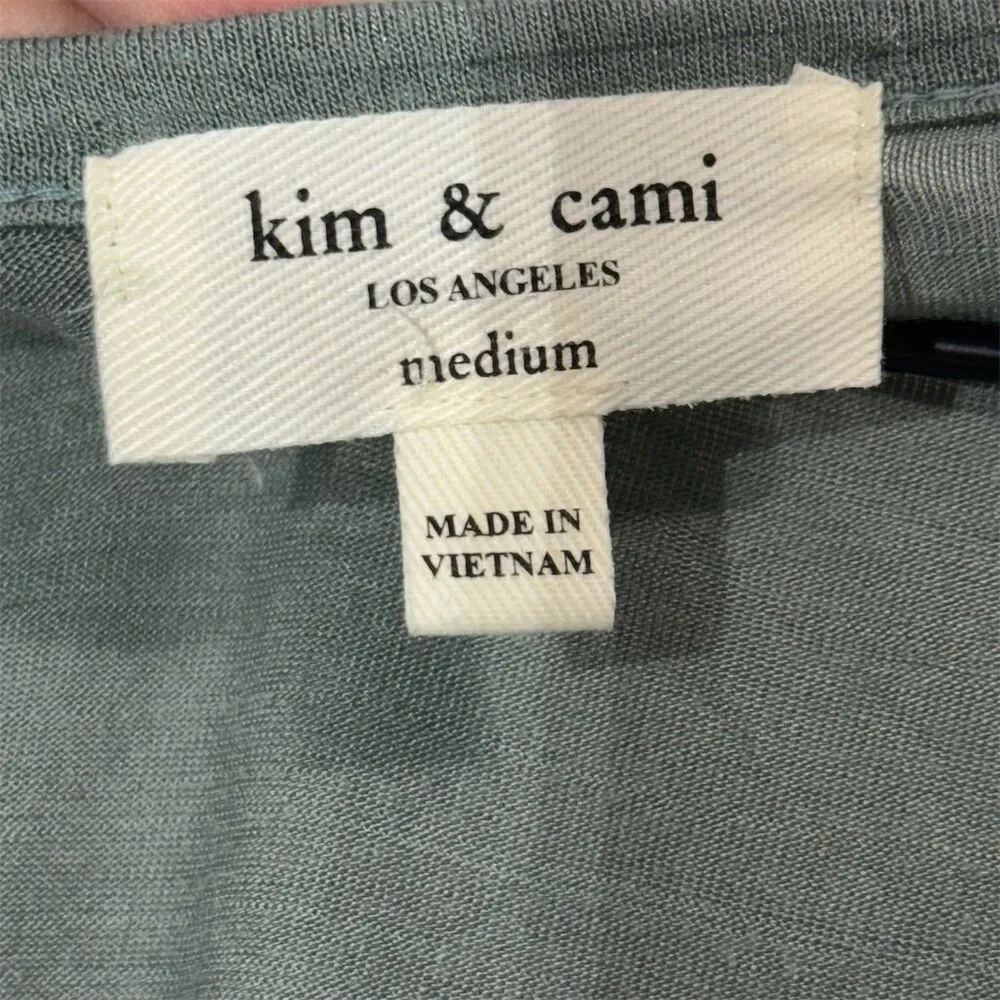 kim & cami
LOS ANGELES
medium
MADE IN
VIETNAM